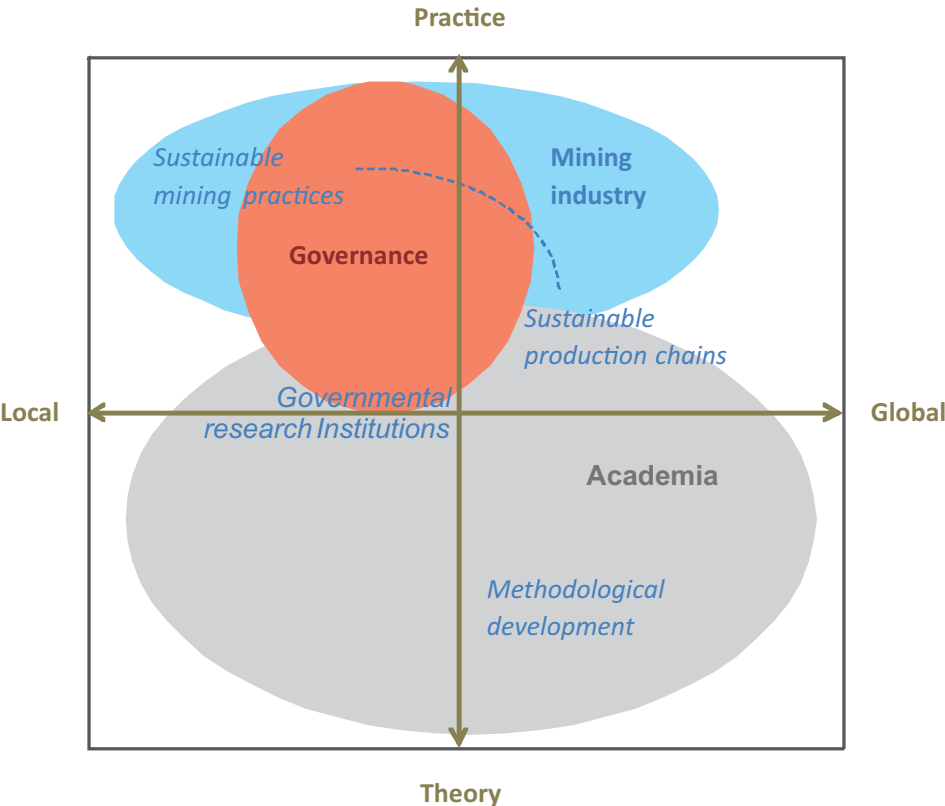 Practice
Sustainable
mining practices
Mining
industry
Governance
Sustainable
production chains
Governmental
research Institutions
Local
Global
Academia
Methodological
development
Theory